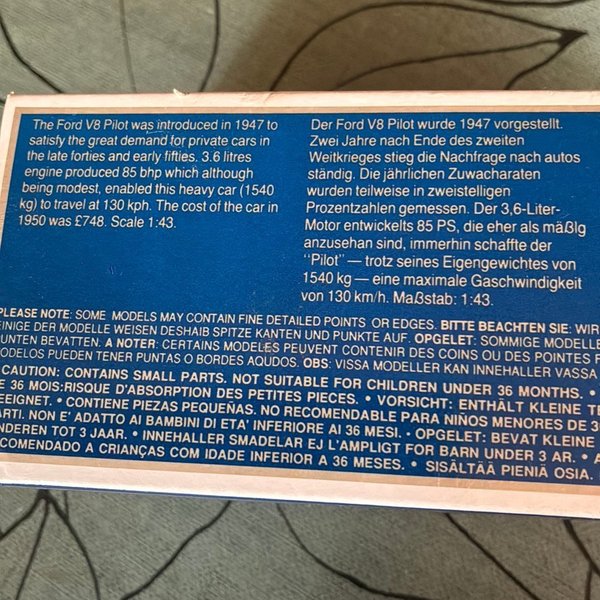 The Ford V8 Pilot was introduced in 1947 to
satisfy the great demand for private cars in
the late forties and early fifties. 3.6 litres
engine produced 85 bhp which although
being modest, enabled this heavy car (1540
kg) to travel at 130 kph. The cost of the car in
1950 was £748. Scale 1:43.
Der Ford V8 Pilot wurde 1947 vorgestellt.
Zwei Jahre nach Ende des zweiten
Weitkrieges stieg die Nachfrage nach autos
ständig. Die jährlichen Zuwacharaten
wurden teilweise in zweistelligen
Prozentzahlen gemessen. Der 3,6-Liter-
Motor entwickelts 85 PS, die eher als mäßlg
anzusehan sind, immerhin schaffte der
"Pilot" — trotz seines Eigengewichtes von
1540 kg — eine maximale Gaschwindigkeit
von 130 km/h. Maßstab: 1:43.
PLEASE NOTE: SOME MODELS MAY CONTAIN FINE DETAILED POINTS OR EDGES. BITTE BEACHTEN SIE: WIR
EINIGE DER MODELLE WEISEN DESHAIB SPITZE KANTEN UND PUNKTE AUF. OPGELET: SOMMIGE MODELLE
UNTEN BEVATTEN. A NOTER: CERTAINS MODELES PEUVENT CONTENIR DES COINS OU DES POINTES
ODELOS PUEDEN TENER PUNTAS O BORDES AQUDOS. OBS: VISSA MODELLER KAN INNEHALLER VASSA
CAUTION: CONTAINS SMALL PARTS. NOT SUITABLE FOR CHILDREN UNDER 36 MONTHS. •
E 36 MOIS:RISQUE D'ABSORPTION DES PETITES PIECES. • VORSICHT: ENTHÄLT KLEINE TE
EEIGNET. • CONTIENE PIEZAS PEQUEÑAS. NO RECOMENDABLE PARA NIÑOS MENORES DE 3
ARTI. NON E' ADATTO AI BAMBINI DI ETA' INFERIORE AI 36 MESI. • OPGELET: BEVAT KLEINE
NDEREN TOT 3 JAAR. • INNEHALLER SMADELAR EJ LAMPLIGT FOR BARN UNDER 3 AR. • A
ECOMENDADO A CRIANÇAS COM IDADE INFERIOR A 36 MESES. • SISÄLTÄÄ PIENIÄ OSIA.